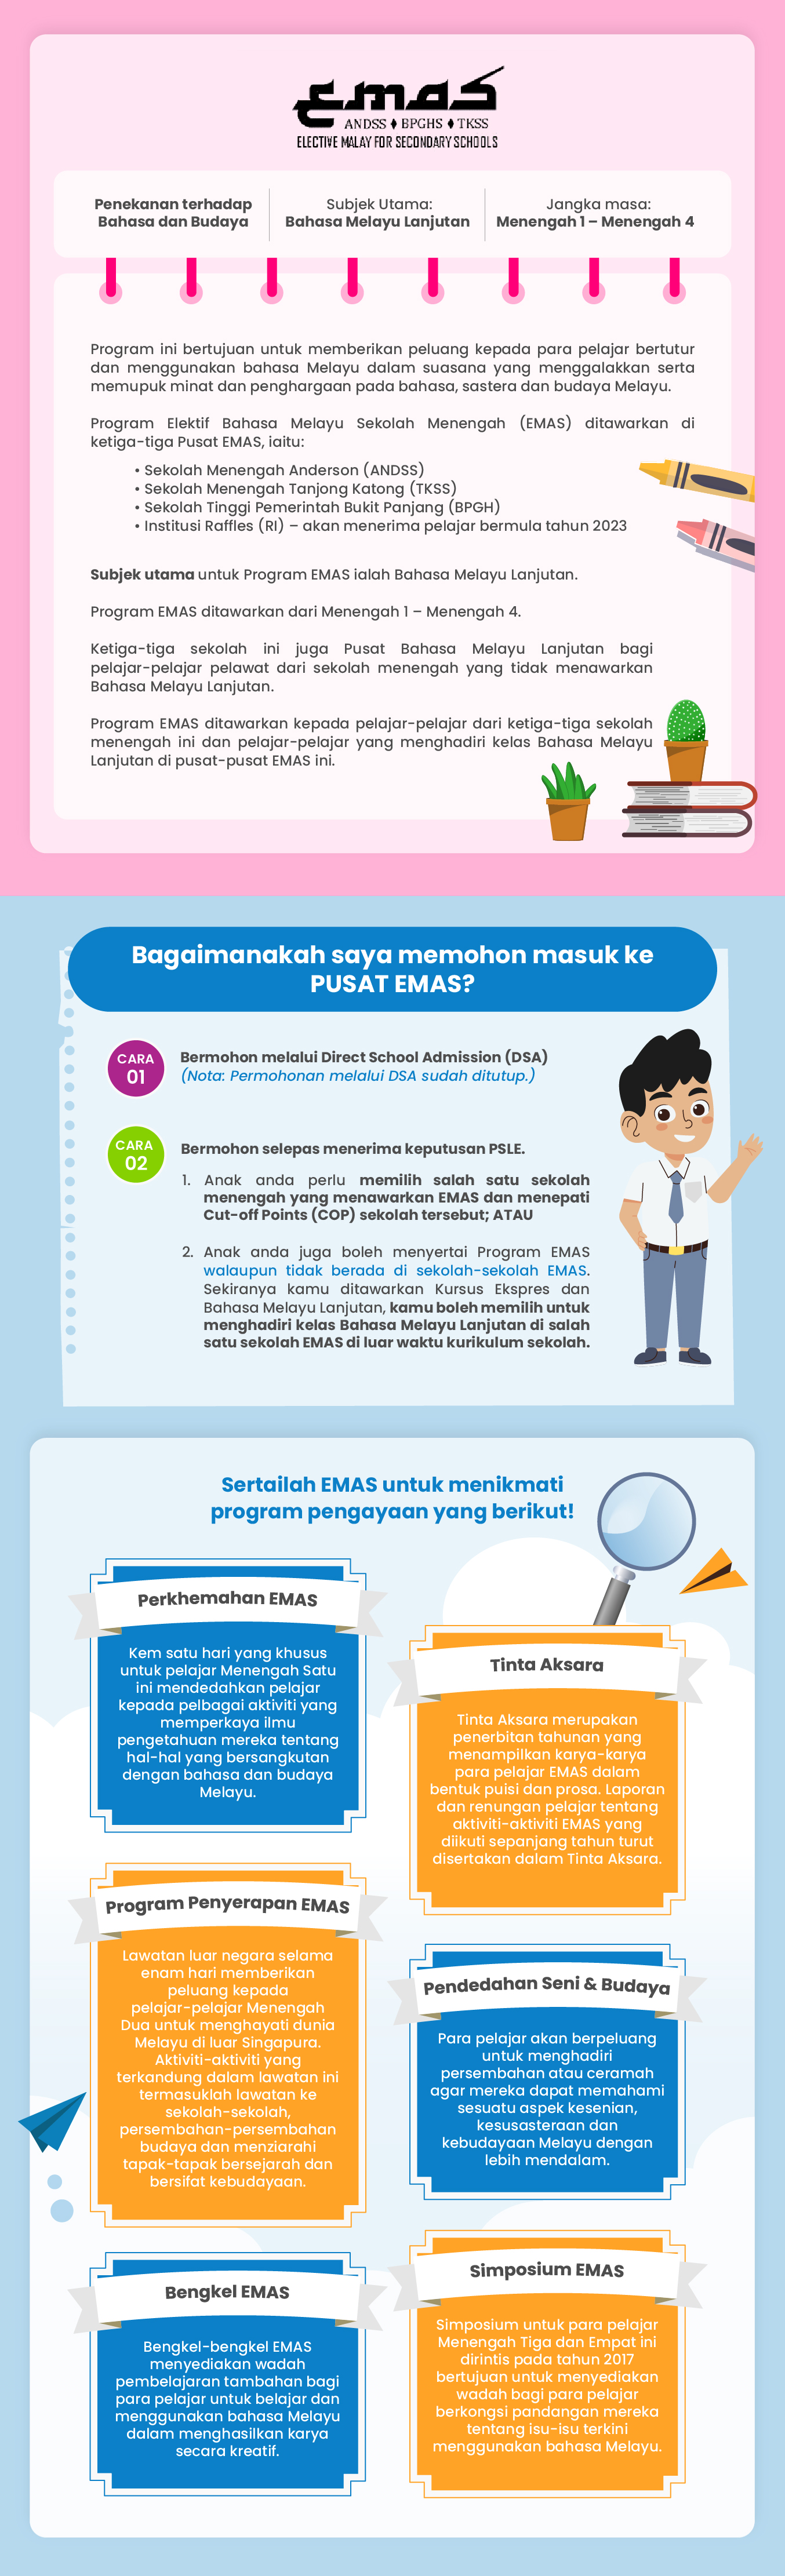 emas
ANDSS ♦ BPGHS ♦ TKSS
ELECTIVE MALAY FOR SECONDARY SCHOOLS
Penekanan terhadap
Bahasa dan Budaya
Subjek Utama:
Bahasa Melayu Lanjutan
Jangka masa:
Menengah 1 – Menengah 4
Program ini bertujuan untuk memberikan peluang kepada para pelajar bertutur
dan menggunakan bahasa Melayu dalam suasana yang menggalakkan serta
memupuk minat dan penghargaan pada bahasa, sastera dan budaya Melayu.
Program Elektif Bahasa Melayu Sekolah Menengah (EMAS) ditawarkan di
ketiga-tiga Pusat EMAS, iaitu:
• Sekolah Menengah Anderson (ANDSS)
• Sekolah Menengah Tanjong Katong (TKSS)
• Sekolah Tinggi Pemerintah Bukit Panjang (BPGH)
• Institusi Raffles (RI) – akan menerima pelajar bermula tahun 2023
Subjek utama untuk Program EMAS ialah Bahasa Melayu Lanjutan.
Program EMAS ditawarkan dari Menengah 1 – Menengah 4.
Ketiga-tiga sekolah ini juga Pusat Bahasa Melayu Lanjutan bagi
pelajar-pelajar pelawat dari sekolah menengah yang tidak menawarkan
Bahasa Melayu Lanjutan.
Program EMAS ditawarkan kepada pelajar-pelajar dari ketiga-tiga sekolah
menengah ini dan pelajar-pelajar yang menghadiri kelas Bahasa Melayu
Lanjutan di pusat-pusat EMAS ini.
Bagaimanakah saya memohon masuk ke
PUSAT EMAS?
CARA
01
Bermohon melalui Direct School Admission (DSA)
(Nota: Permohonan melalui DSA sudah ditutup.)
CARA
02
Bermohon selepas menerima keputusan PSLE.
1. Anak anda perlu memilih salah satu sekolah
menengah yang menawarkan EMAS dan menepati
Cut-off Points (COP) sekolah tersebut; ATAU
2. Anak anda juga boleh menyertai Program EMAS
walaupun tidak berada di sekolah-sekolah EMAS.
Sekiranya kamu ditawarkan Kursus Ekspres dan
Bahasa Melayu Lanjutan, kamu boleh memilih untuk
menghadiri kelas Bahasa Melayu Lanjutan di salah
satu sekolah EMAS di luar waktu kurikulum sekolah.
Sertailah EMAS untuk menikmati
program pengayaan yang berikut!
Perkhemahan EMAS
Kem satu hari yang khusus
untuk pelajar Menengah Satu
ini mendedahkan pelajar
kepada pelbagai aktiviti yang
memperkaya ilmu
pengetahuan mereka tentang
hal-hal yang bersangkutan
dengan bahasa dan budaya
Melayu.
Tinta Aksara
Tinta Aksara merupakan
penerbitan tahunan yang
menampilkan karya-karya
para pelajar EMAS dalam
bentuk puisi dan prosa. Laporan
dan renungan pelajar tentang
aktiviti-aktiviti EMAS yang
diikuti sepanjang tahun turut
disertakan dalam Tinta Aksara.
Program Penyerapan EMAS
Lawatan luar negara selama
enam hari memberikan
peluang kepada
pelajar-pelajar Menengah
Dua untuk menghayati dunia
Melayu di luar Singapura.
Aktiviti-aktiviti yang
terkandung dalam lawatan ini
termasuklah lawatan ke
sekolah-sekolah,
persembahan-persembahan
budaya dan menziarahi
tapak-tapak bersejarah dan
bersifat kebudayaan.
Pendedahan Seni & Budaya
Para pelajar akan berpeluang
untuk menghadiri
persembahan atau ceramah
agar mereka dapat memahami
sesuatu aspek kesenian,
kesusasteraan dan
kebudayaan Melayu dengan
lebih mendalam.
Bengkel EMAS
Bengkel-bengkel EMAS
menyediakan wadah
pembelajaran tambahan bagi
para pelajar untuk belajar dan
menggunakan bahasa Melayu
dalam menghasilkan karya
secara kreatif.
Simposium EMAS
Simposium untuk para pelajar
Menengah Tiga dan Empat ini
dirintis pada tahun 2017
bertujuan untuk menyediakan
wadah bagi para pelajar
berkongsi pandangan mereka
tentang isu-isu terkini
menggunakan bahasa Melayu.